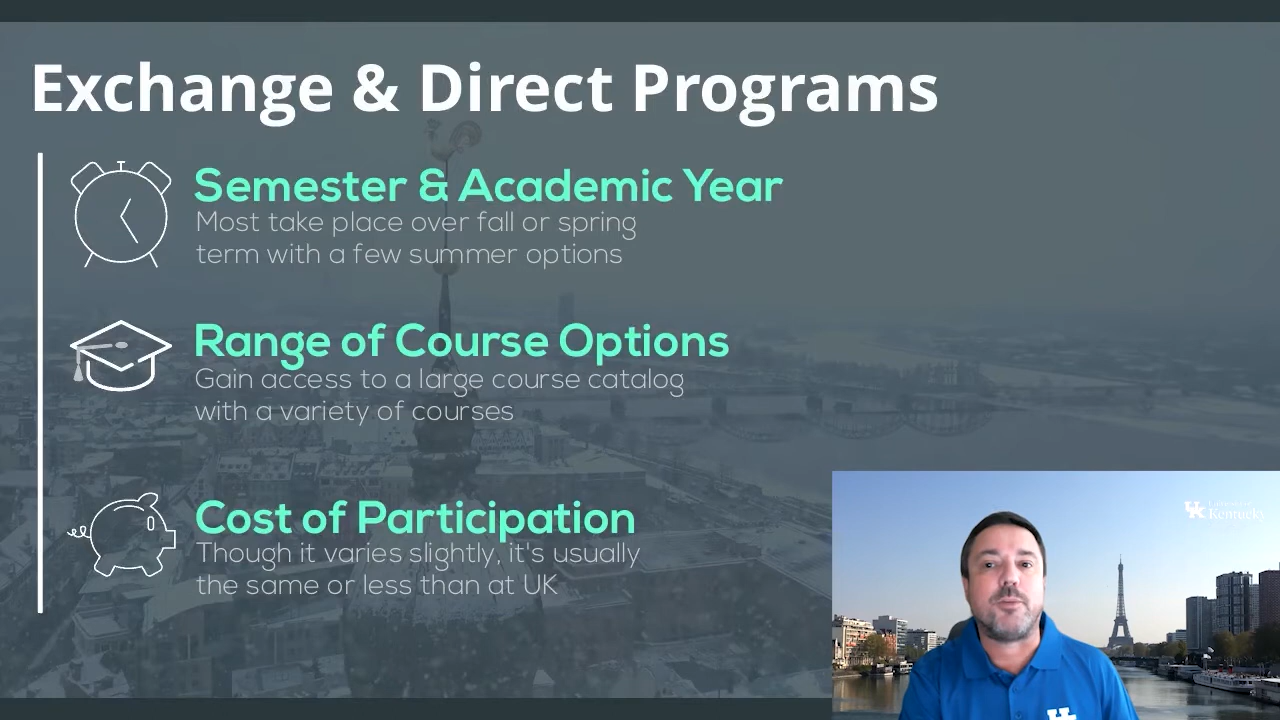 Exchange & Direct Programs
Semester & Academic Year
Most take place over fall or spring
term with a few summer options
Range of Course Options
Gain access to a large course catalog
with a variety of courses
Cost of Participation
Though it varies slightly, it's usually
the same or less than at UK
UK
Kentucky
UK